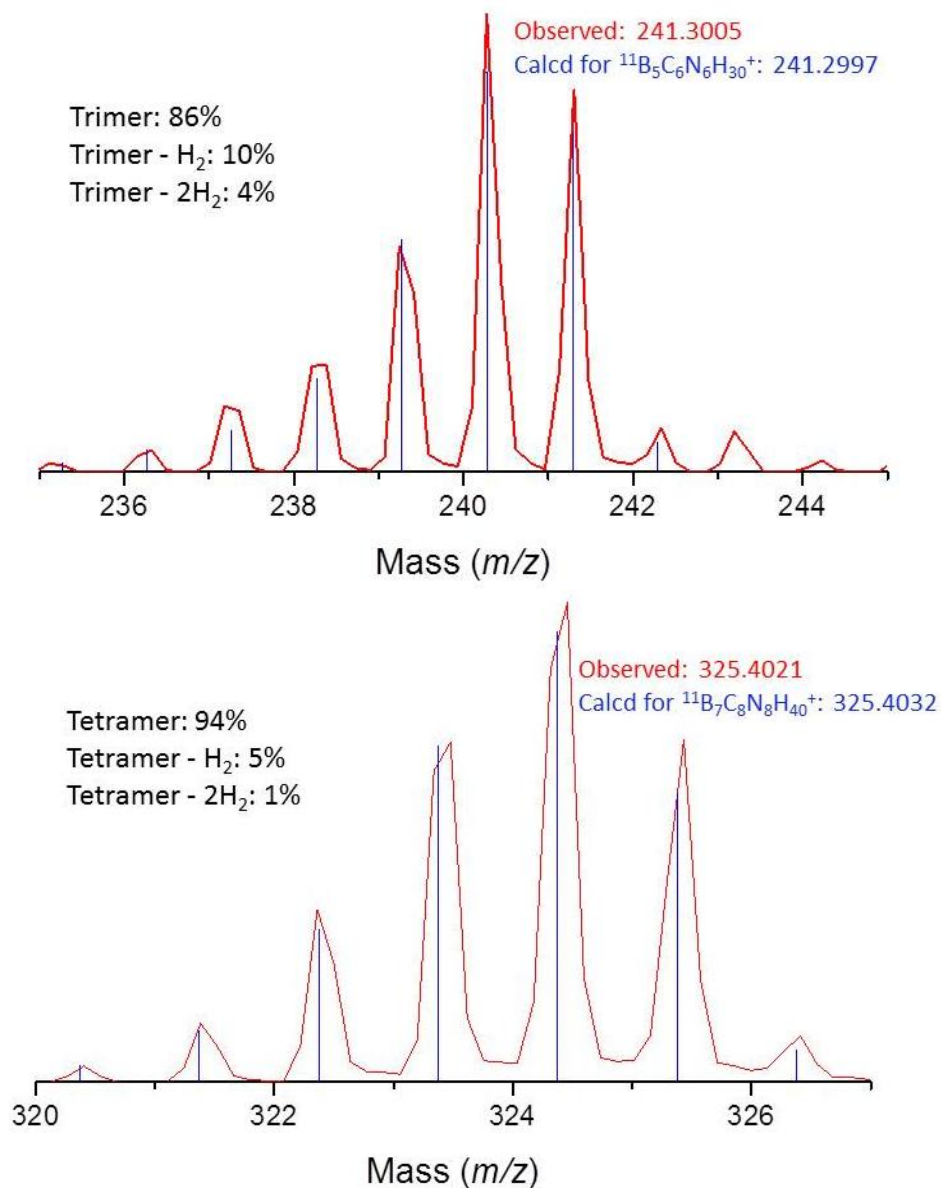 Observed: 241.3005
Calcd for ¹¹B₅C₆N₆H₃₀⁺: 241.2997
Trimer: 86%
Trimer - H₂: 10%
Trimer - 2H₂: 4%
236 238 240 242 244
Mass (m/z)
Observed: 325.4021
Calcd for ¹¹B₇C₈N₈H₄₀⁺: 325.4032
Tetramer: 94%
Tetramer - H₂: 5%
Tetramer - 2H₂: 1%
320 322 324 326
Mass (m/z)